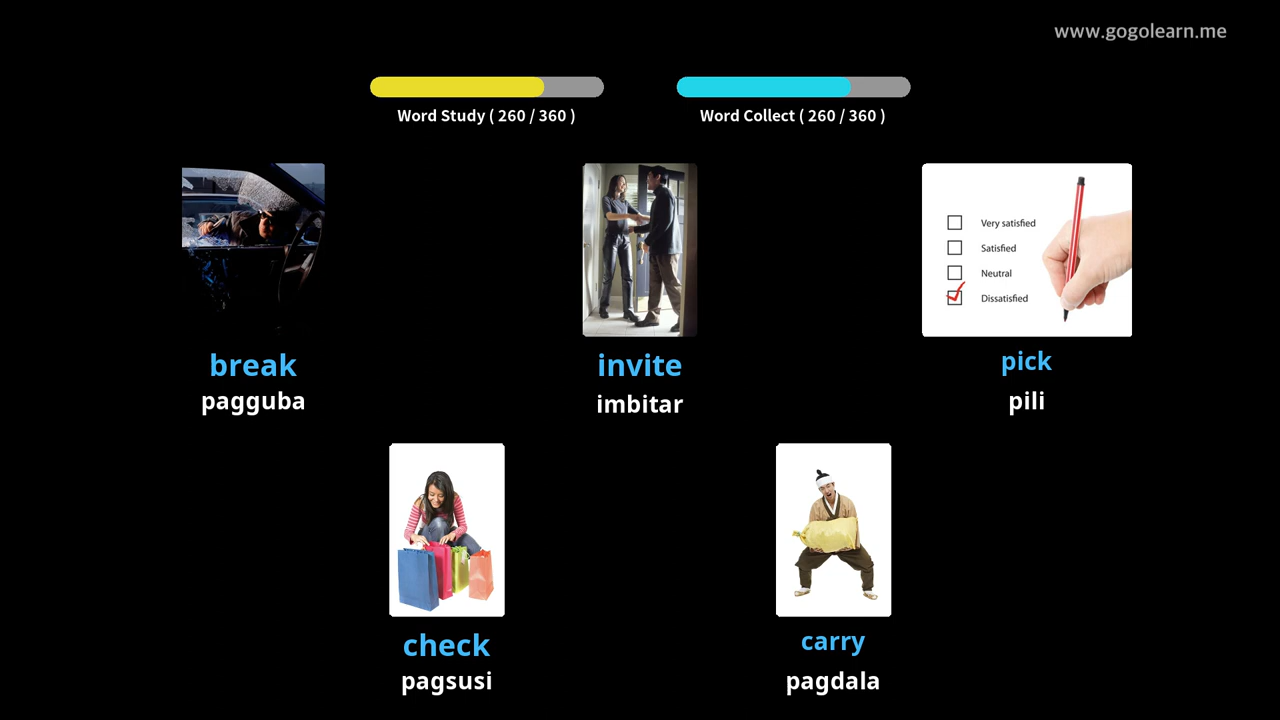 www.gogolearn.me
Word Study ( 260 / 360 )
Word Collect ( 260 / 360 )
Very satisfied
Satisfied
Neutral
Dissatisfied
break
pagguba
invite
imbitar
pick
pili
check
pagsusi
carry
pagdala